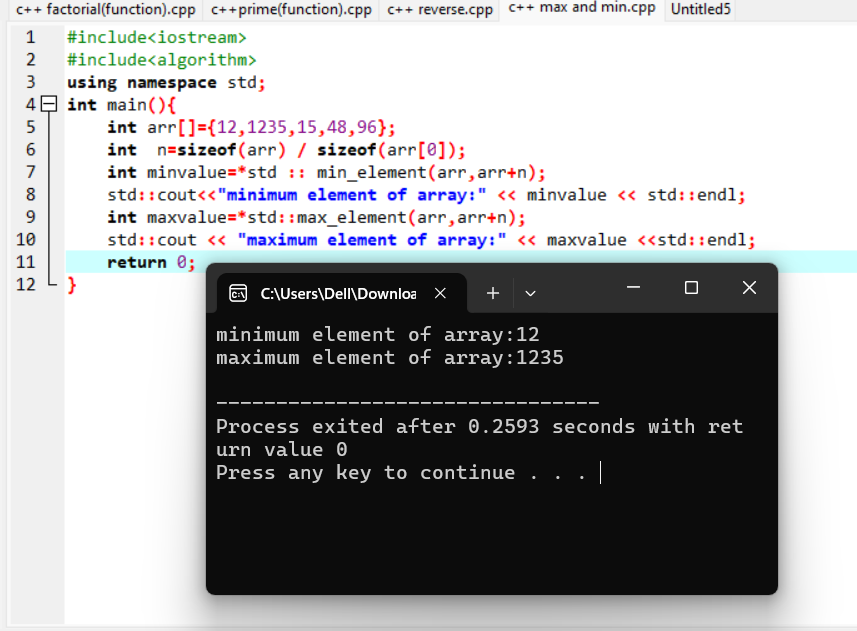 c++ factorial(function).cpp c++prime(function).cpp c++ reverse.cpp c++ max and min.cpp Untitled5
1 #include<iostream>
2 #include<algorithm>
3 using namespace std;
4 int main(){
5 int arr[]={12,1235,15,48,96};
6 int  n=sizeof(arr) / sizeof(arr[0]);
7 int minvalue=*std :: min_element(arr,arr+n);
8 std::cout<<"minimum element of array:" << minvalue << std::endl;
9 int maxvalue=*std::max_element(arr,arr+n);
10 std::cout << "maximum element of array:" << maxvalue <<std::endl;
11 return 0;
12 }
C:\Users\Dell\Downloa
minimum element of array:12
maximum element of array:1235
--------------------------------
Process exited after 0.2593 seconds with ret
urn value 0
Press any key to continue . . .